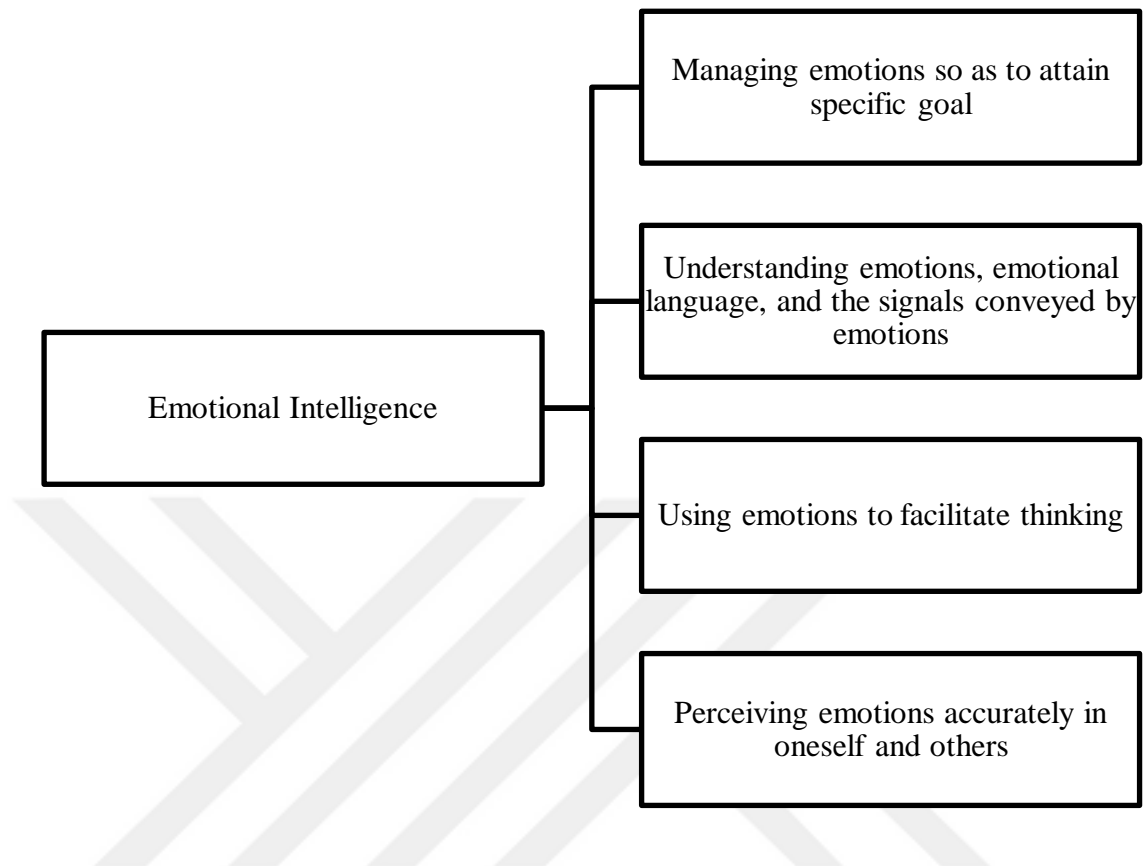 Managing emotions so as to attain
specific goal
Understanding emotions, emotional
language, and the signals conveyed by
emotions
Emotional Intelligence
Using emotions to facilitate thinking
Perceiving emotions accurately in
oneself and others